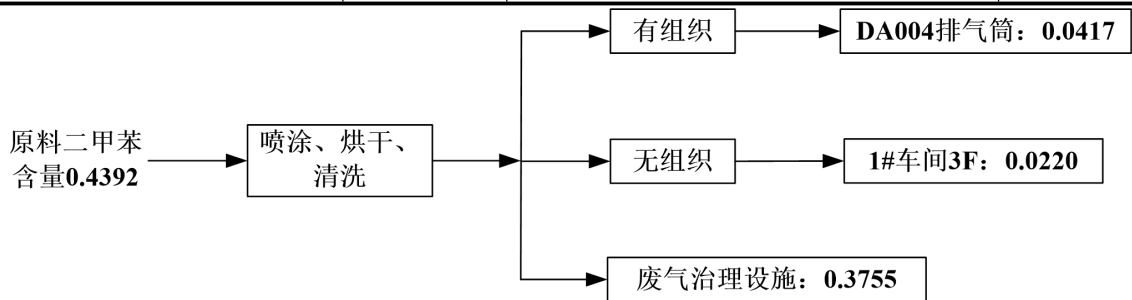 有组织
DA004排气筒：0.0417
原料二甲苯
含量0.4392
喷涂、烘干、
清洗
无组织
1#车间3F：0.0220
废气治理设施：0.3755